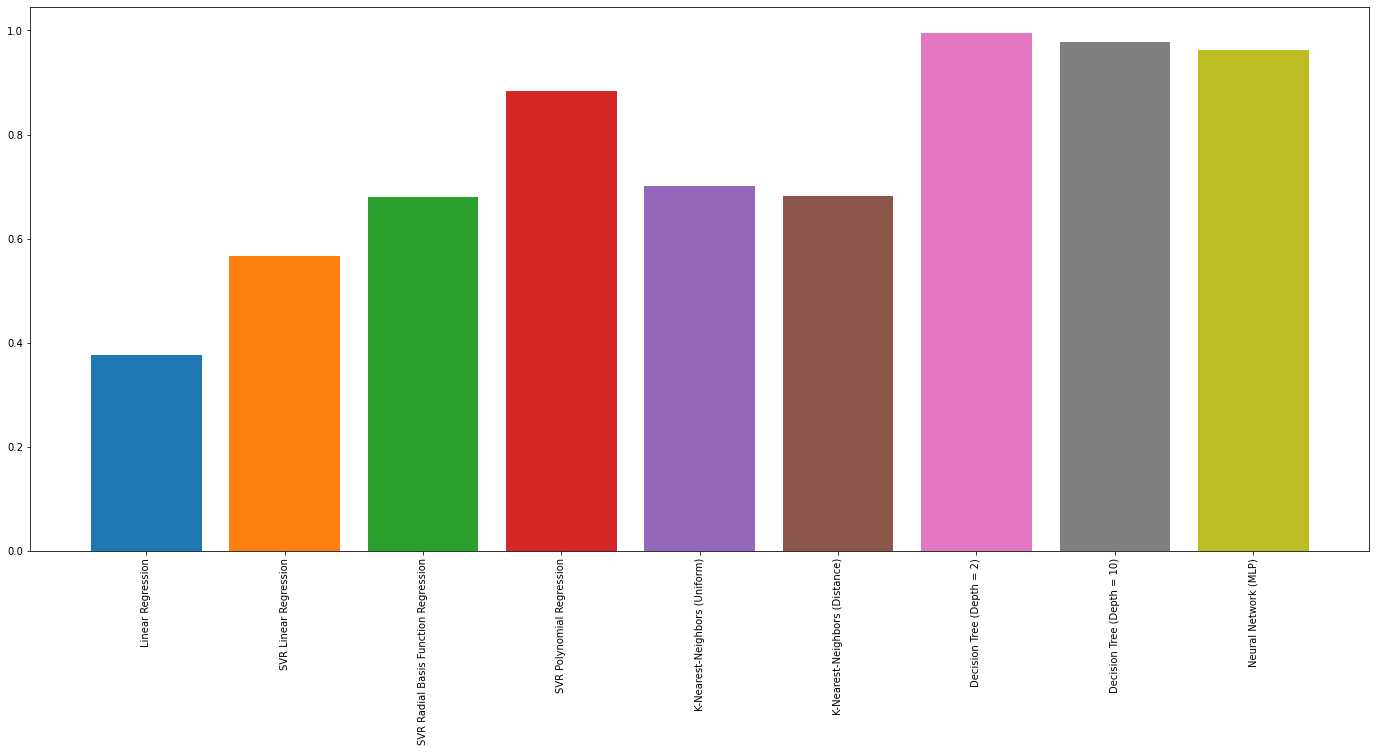 1.0
0.8
0.6
0.4
0.2
0.0
Linear Regression
SVR Linear Regression
SVR Radial Basis Function Regression
SVR Polynomial Regression
K-Nearest-Neighbors (Uniform)
K-Nearest-Neighbors (Distance)
Decision Tree (Depth = 2)
Decision Tree (Depth = 10)
Neural Network (MLP)